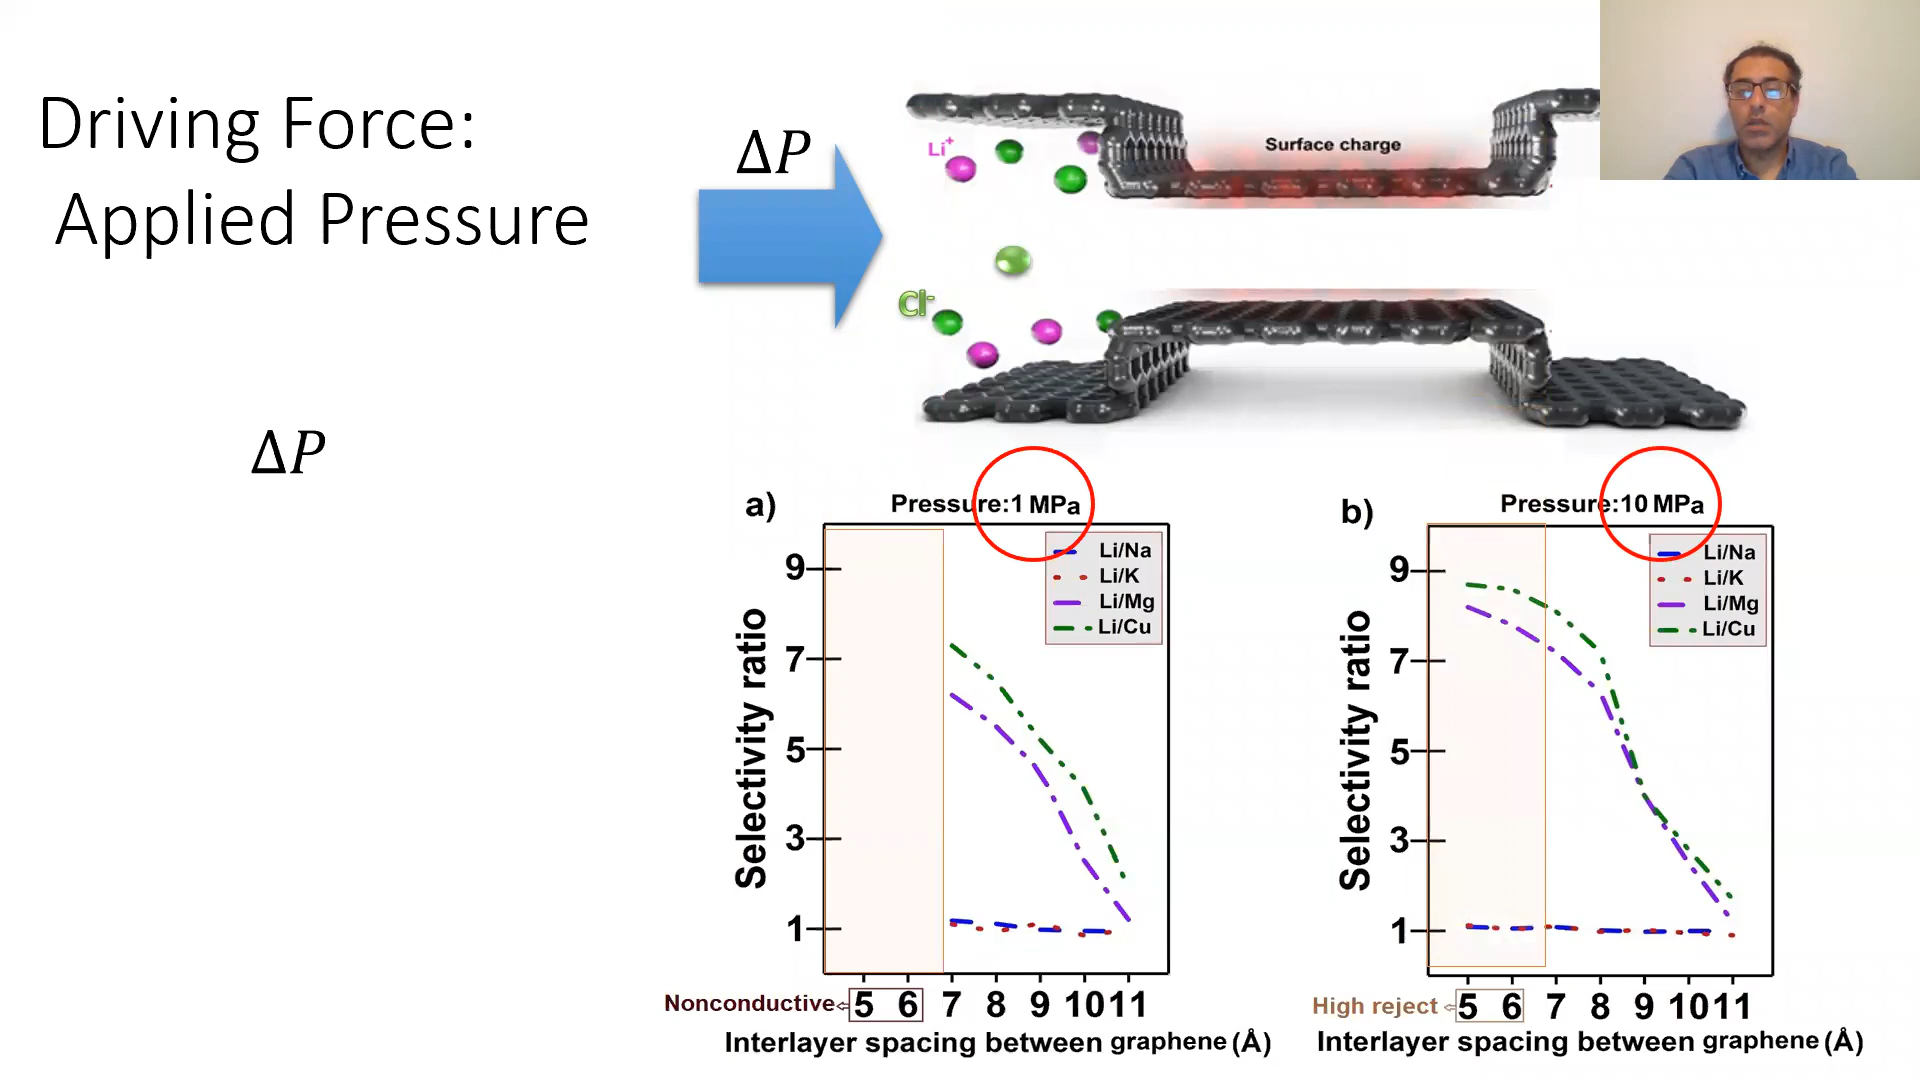 Driving Force:
Applied Pressure
ΔP
ΔP
Li+
Cl-
Surface charge
a)
Pressure:1 MPa
Li/Na
Li/K
Li/Mg
Li/Cu
9
7
5
3
1
Selectivity ratio
Nonconductive
5 6 7 8 9 10 11
Interlayer spacing between graphene (Å)
b)
Pressure:10 MPa
Li/Na
Li/K
Li/Mg
Li/Cu
9
7
5
3
1
Selectivity ratio
High reject
5 6 7 8 9 10 11
Interlayer spacing between graphene (Å)